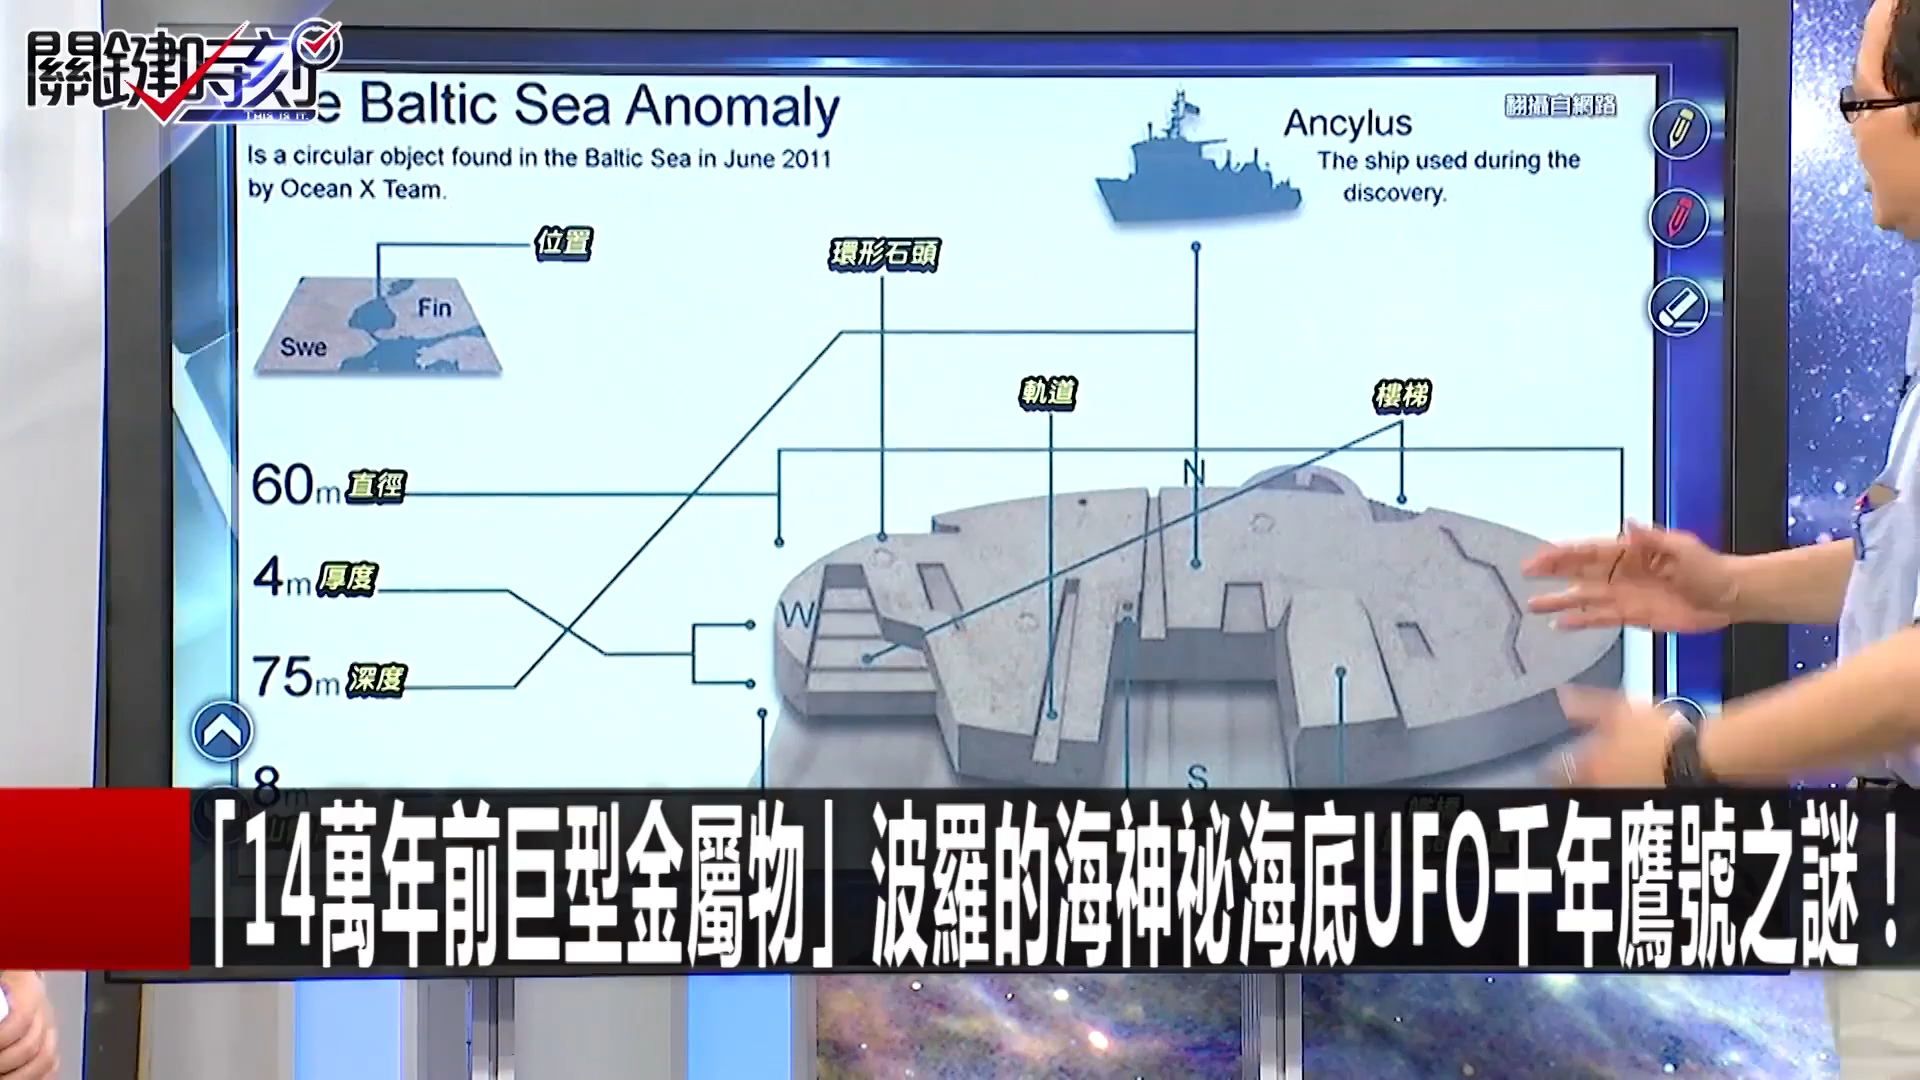 關鍵時刻
THIS IS IT.
e Baltic Sea Anomaly
Is a circular object found in the Baltic Sea in June 2011
by Ocean X Team.
Ancylus
The ship used during the
discovery.
翻攝自網路
位置
Fin
Swe
環形石頭
軌道
樓梯
60m 直徑
4m 厚度
75m 深度
8m
N
W
S
「14萬年前巨型金屬物」波羅的海神祕海底UFO千年鷹號之謎！